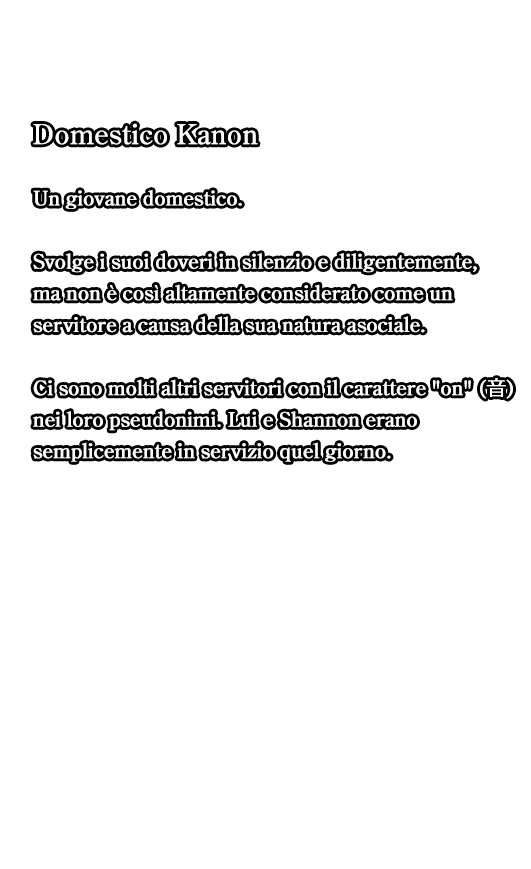 Domestico Kanon
Un giovane domestico.
Svolge i suoi doveri in silenzio e diligentemente,
ma non è così altamente considerato come un
servitore a causa della sua natura asociale.
Ci sono molti altri servitori con il carattere "on" (音)
nei loro pseudonimi. Lui e Shannon erano
semplicemente in servizio quel giorno.